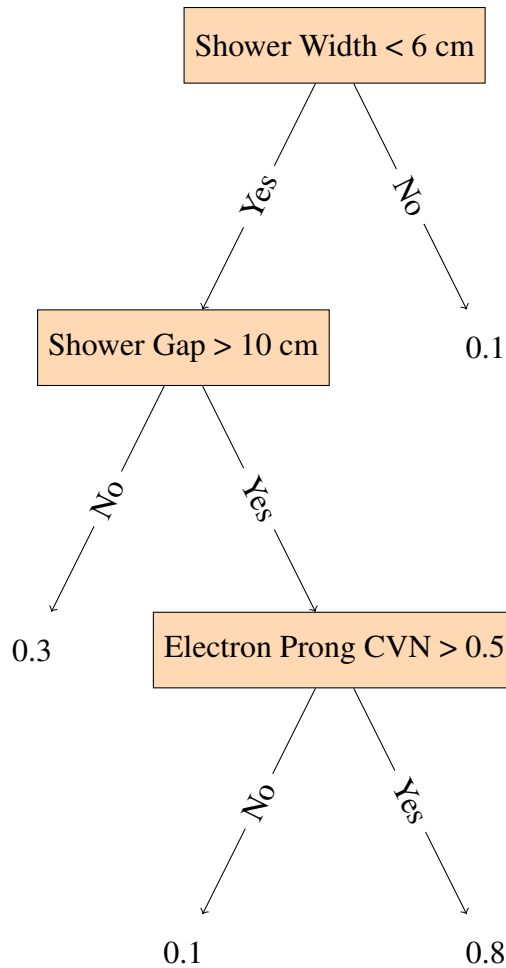 Shower Width < 6 cm
Yes
No
Shower Gap > 10 cm
0.1
No
Yes
0.3
Electron Prong CVN > 0.5
No
Yes
0.1
0.8